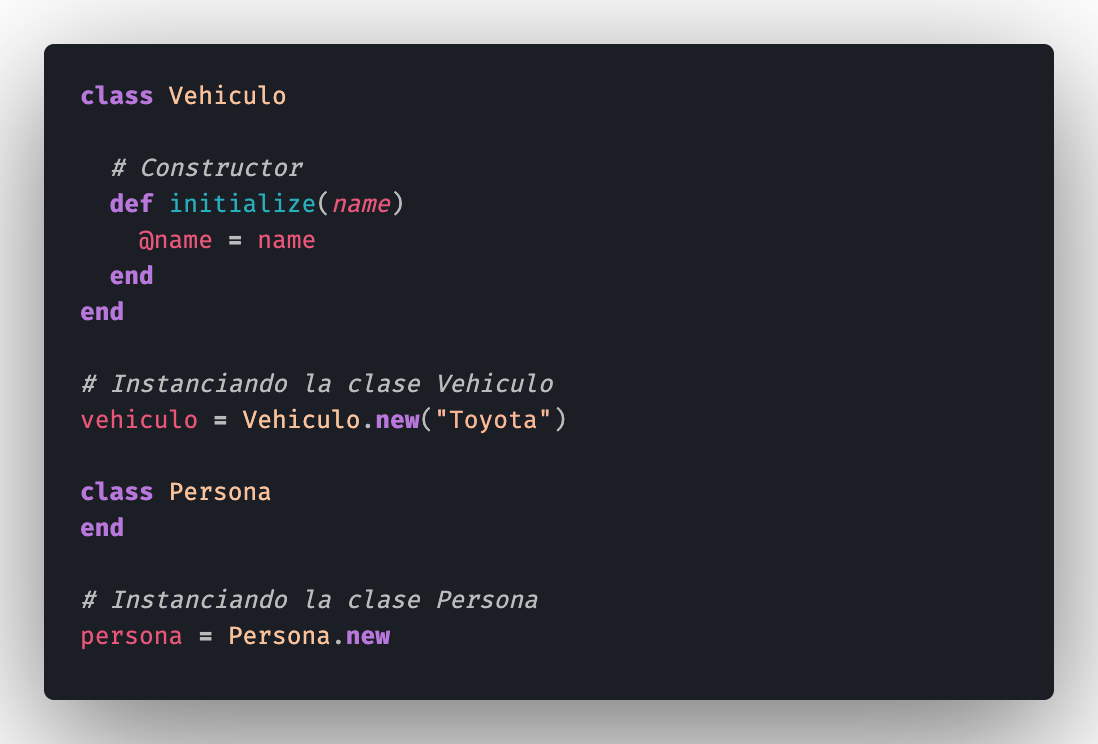 class Vehiculo
  # Constructor
  def initialize(name)
    @name = name
  end
end
# Instanciando la clase Vehiculo
vehiculo = Vehiculo.new("Toyota")
class Persona
end
# Instanciando la clase Persona
persona = Persona.new